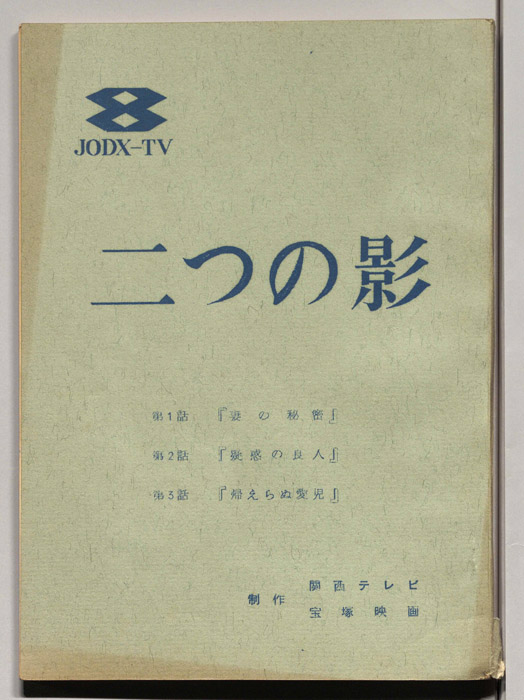 8
JODX-TV
二つの影
第1話 『妻の秘密』
第2話 『疑惑の良人』
第3話 『帰えらぬ愛児』
制作 関西テレビ
宝塚映画